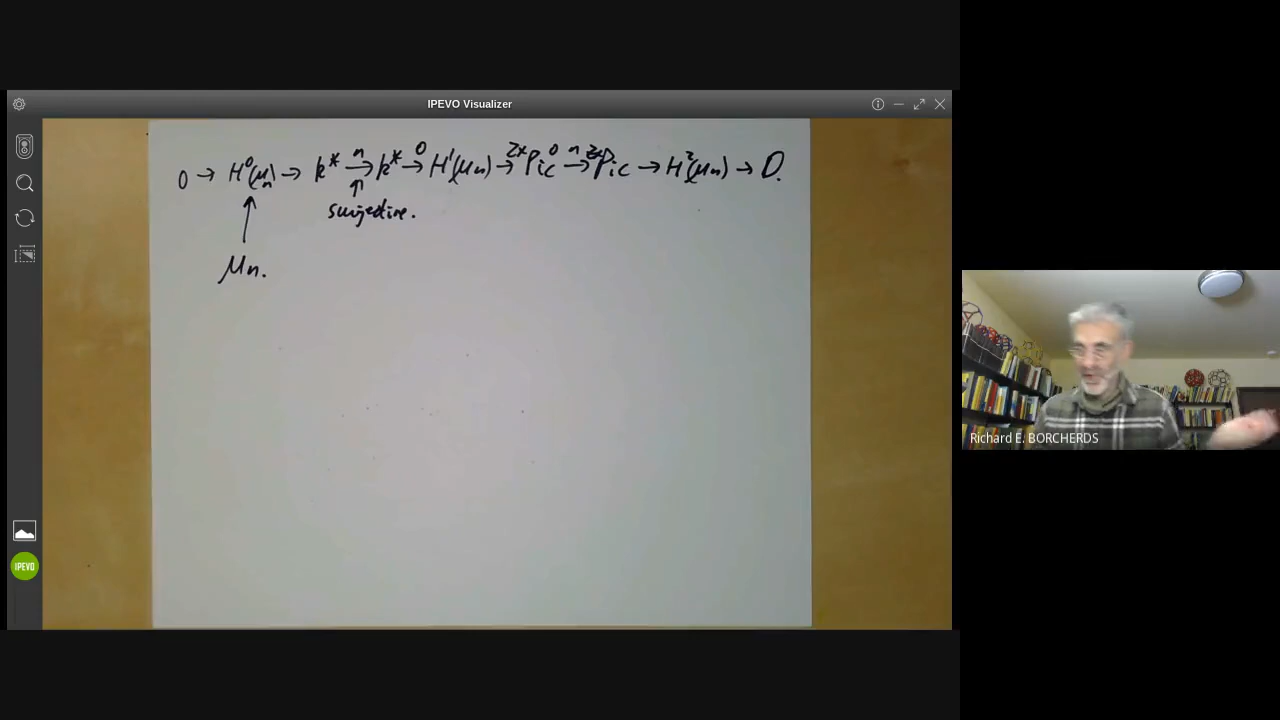 IPEVO Visualizer
0 → H⁰(μₙ) → k* →ⁿ k* →⁰ H¹(μₙ) → Z×Pic⁰ →ⁿ Z×Pic → H²(μₙ) → 0.
surjective.
μₙ.
IPEVO
Richard E. BORCHERDS